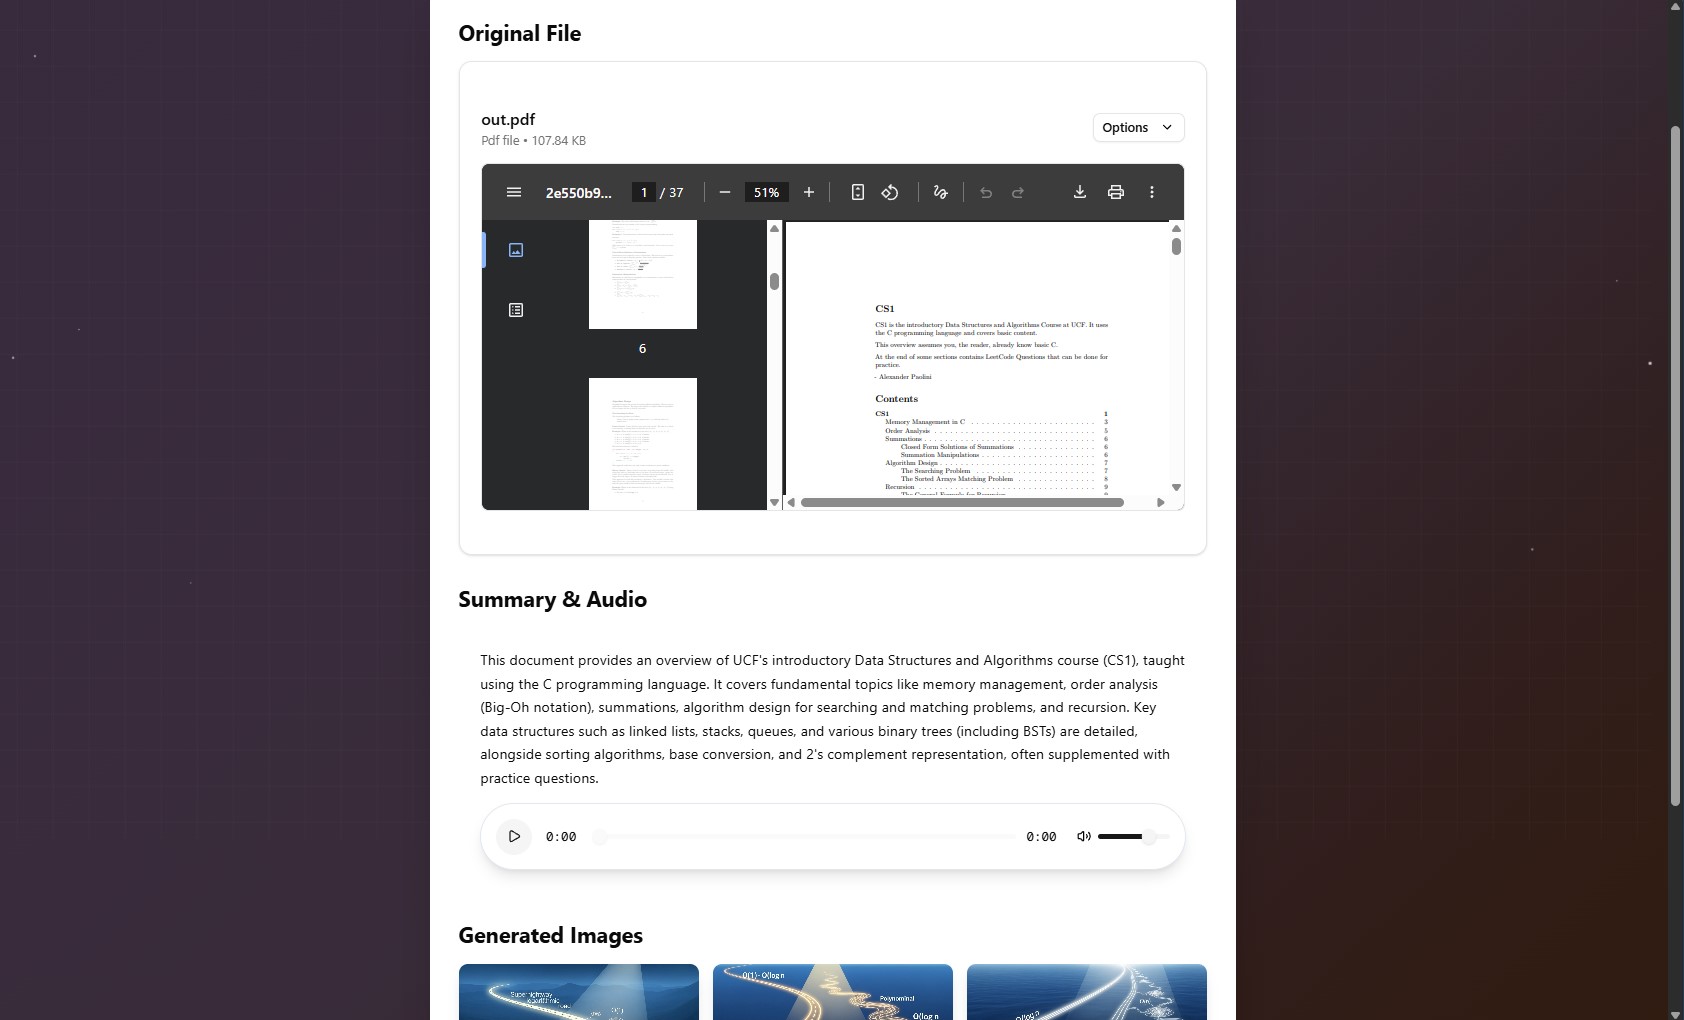 Original File
out.pdf
Pdf file • 107.84 KB
Options
2e550b9...
1 / 37
51%
6
CS1
CS1 is the introductory Data Structures and Algorithms Course at UCF. It uses
the C programming language and covers basic content.
This overview assumes you, the reader, already know basic C.
At the end of some sections contains LeetCode Questions that can be done for
practice.
- Alexander Paolini
Contents
CS1 1
Memory Management in C . . . . . . . . . . . . . . . . . . . . 3
Order Analysis . . . . . . . . . . . . . . . . . . . . . . . . . . 5
Summations . . . . . . . . . . . . . . . . . . . . . . . . . . . 6
Closed Form Solutions of Summations . . . . . . . . . . . . 6
Summation Manipulations . . . . . . . . . . . . . . . . . . 6
Algorithm Design . . . . . . . . . . . . . . . . . . . . . . . . 7
The Searching Problem . . . . . . . . . . . . . . . . . . . 7
The Sorted Arrays Matching Problem . . . . . . . . . . . . 8
Recursion . . . . . . . . . . . . . . . . . . . . . . . . . . . . 9
The General Formula for Recursion . . . . . . . . . . . . . 9
Summary & Audio
This document provides an overview of UCF's introductory Data Structures and Algorithms course (CS1), taught
using the C programming language. It covers fundamental topics like memory management, order analysis
(Big-Oh notation), summations, algorithm design for searching and matching problems, and recursion. Key
data structures such as linked lists, stacks, queues, and various binary trees (including BSTs) are detailed,
alongside sorting algorithms, base conversion, and 2's complement representation, often supplemented with
practice questions.
0:00
0:00
Generated Images
O(1)
O(1)- O(log n
Polynominal
O(log n